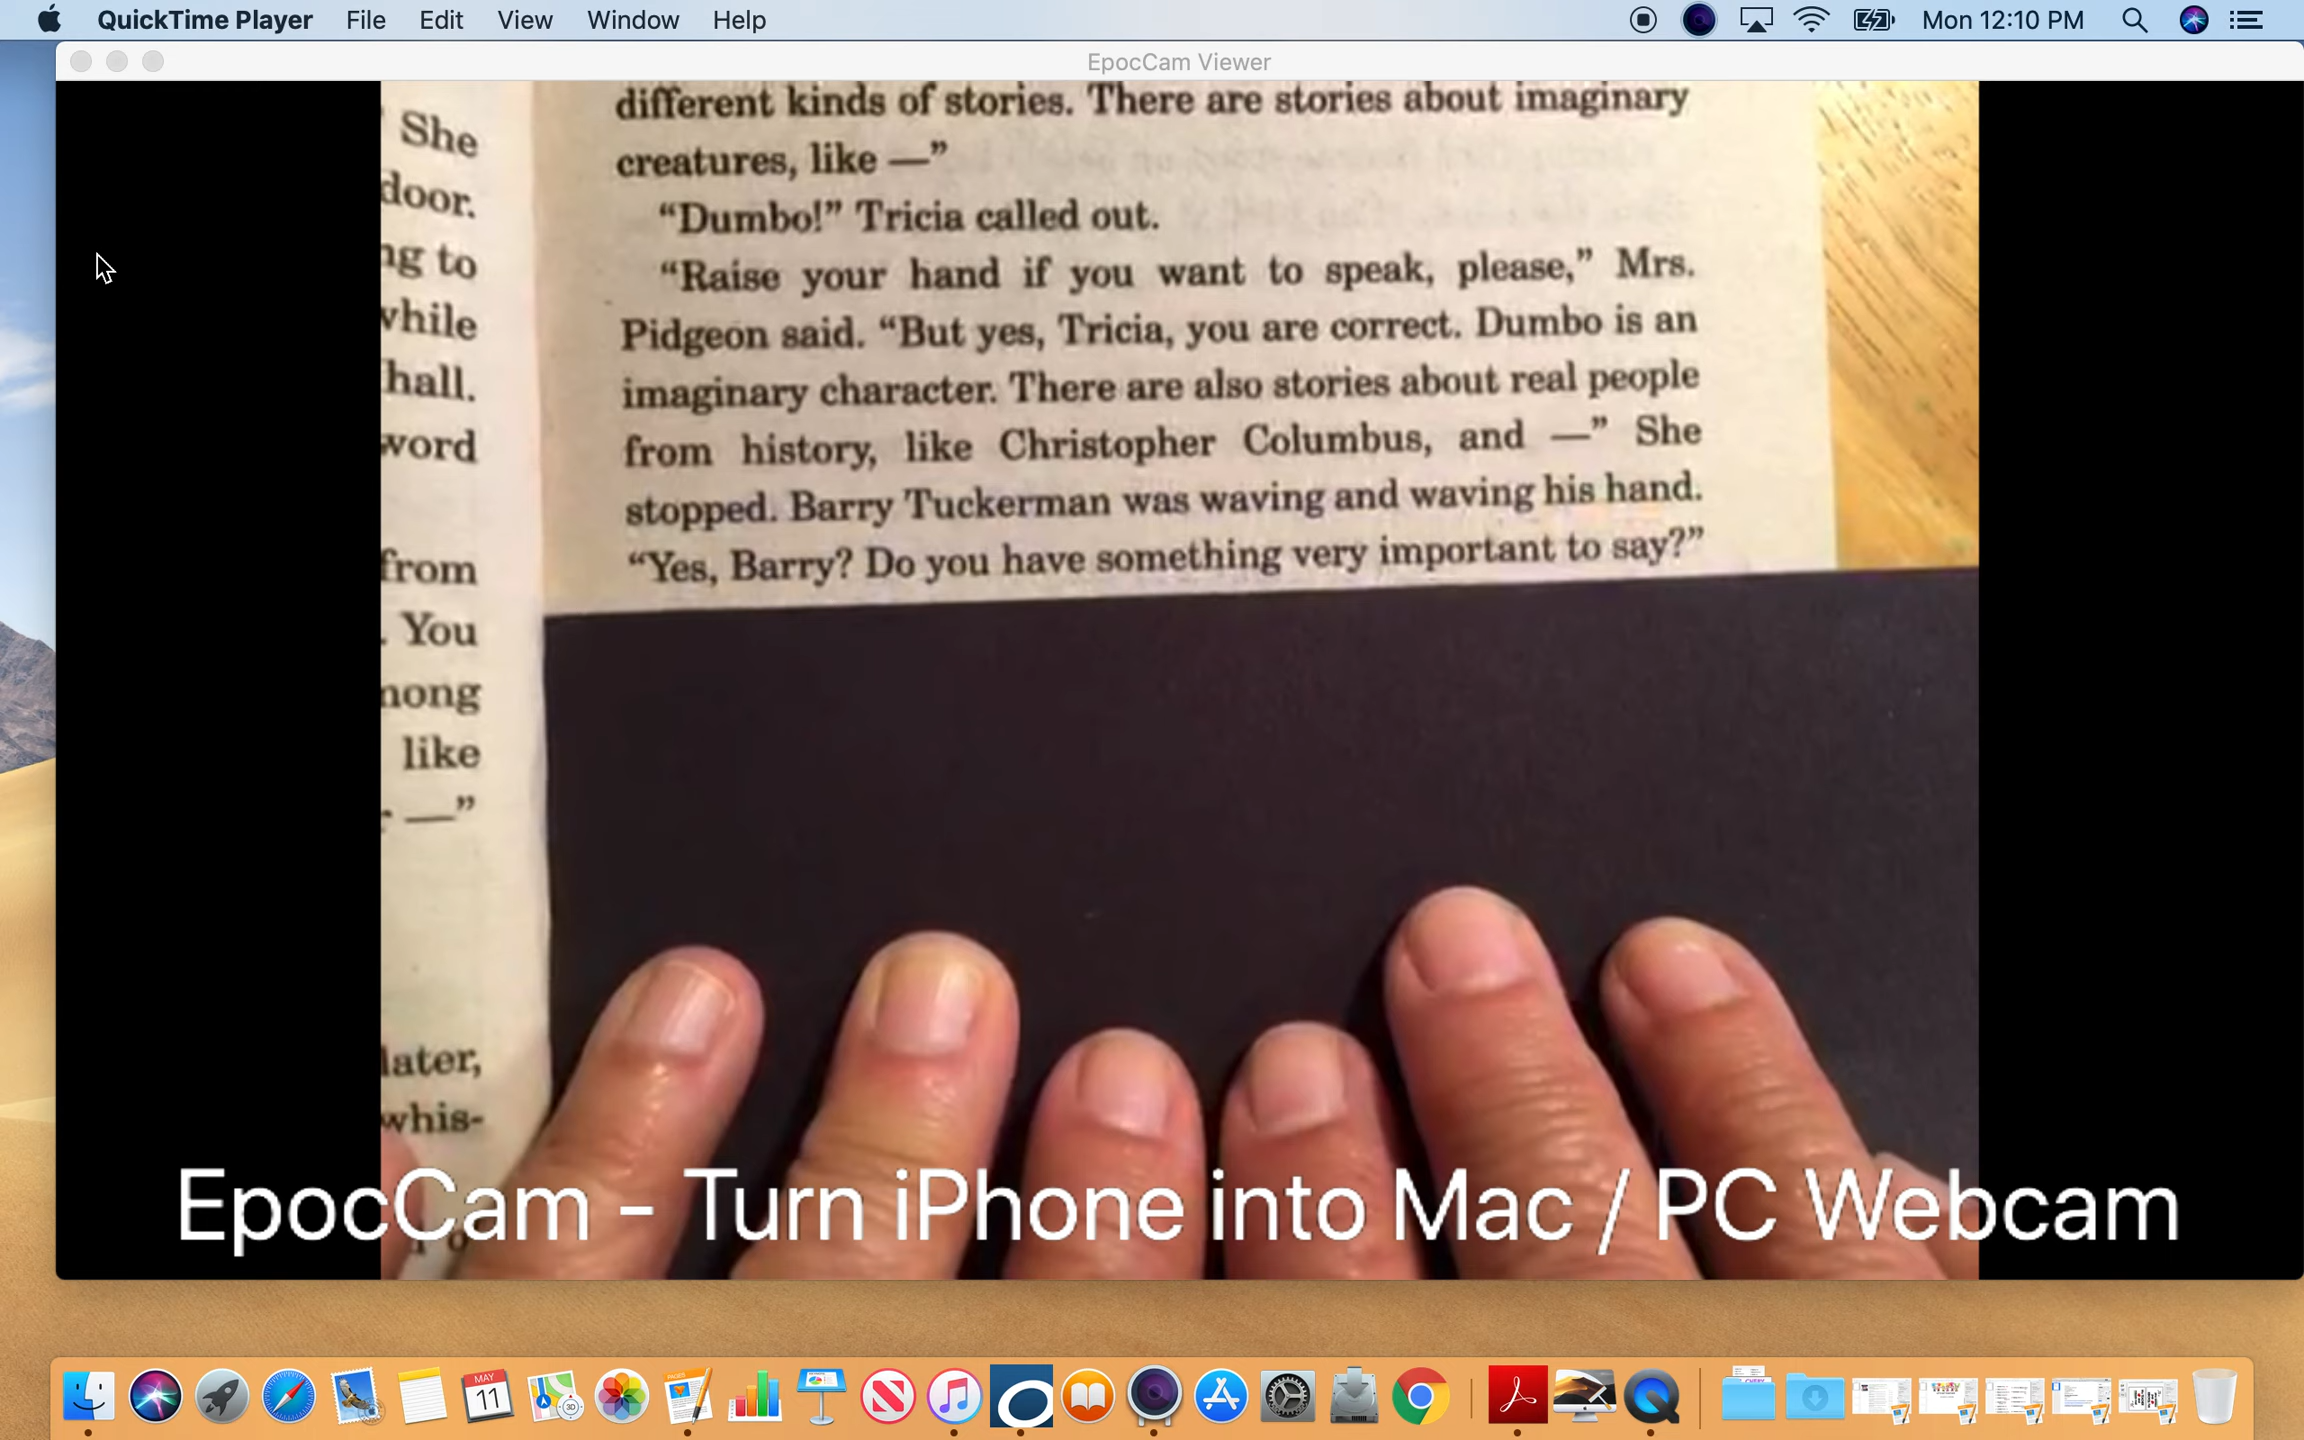 QuickTime Player File Edit View Window Help Mon 12:10 PM
EpocCam Viewer
She
door.
to
hall.
from
You
like
—”
later,
whis-
different kinds of stories. There are stories about imaginary
creatures, like —”
“Dumbo!” Tricia called out.
“Raise your hand if you want to speak, please,” Mrs.
Pidgeon said. “But yes, Tricia, you are correct. Dumbo is an
imaginary character. There are also stories about real people
from history, like Christopher Columbus, and —” She
stopped. Barry Tuckerman was waving and waving his hand.
“Yes, Barry? Do you have something very important to say?”
EpocCam - Turn iPhone into Mac / PC Webcam
MAY
11
PAGES
3D